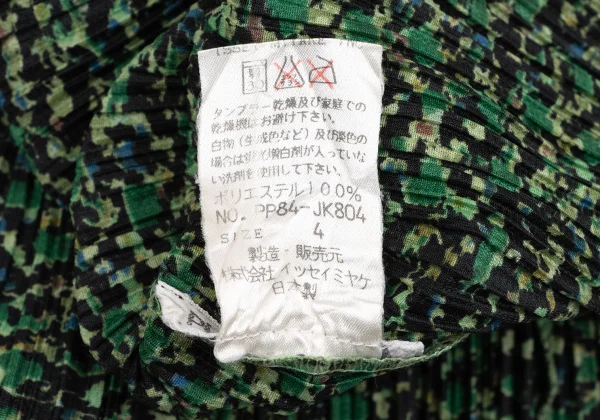 ISSEY MIYAKE INC.
タンブラー乾燥及び家庭での
乾燥機はお避け下さい。
白物（生成色など）及び淡色の
場合は蛍光増白剤が入っていな
い洗剤を使用して下さい。
ポリエステル100%
NO. PP84-JK804
SIZE 4
製造・販売元
株式会社 イッセイミヤケ
日本製